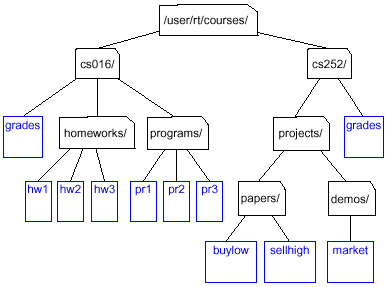 /user/rt/courses/
cs016/
cs252/
grades
homeworks/
programs/
projects/
grades
hw1
hw2
hw3
pr1
pr2
pr3
papers/
demos/
buylow
sellhigh
market